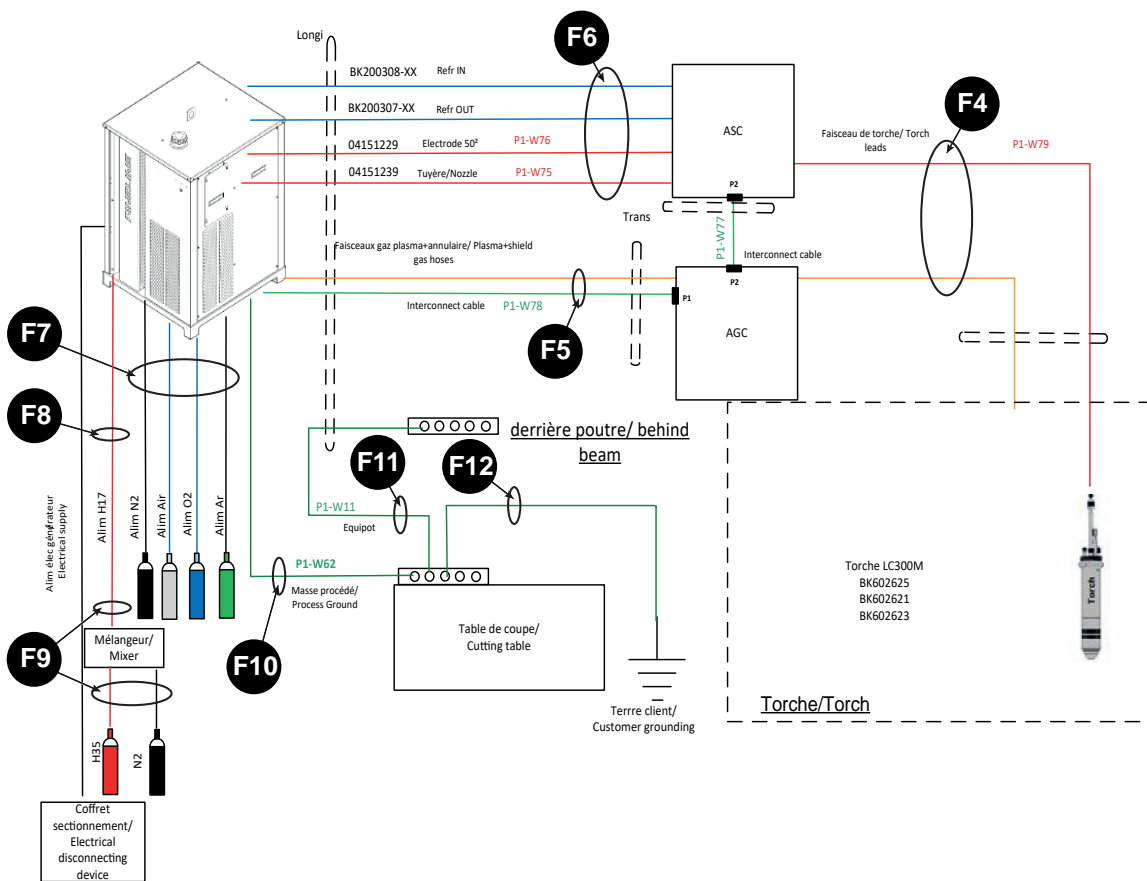 Longi
F6
BK200308-XX Refr IN
BK200307-XX Refr OUT
04151229 Electrode 50² P1-W76
04151239 Tuyère/Nozzle P1-W75
ASC
P2
F4
Faisceau de torche/ Torch
leads
P1-W79
Trans
P1-W77
Interconnect cable
Faisceaux gaz plasma+annulaire/ Plasma+shield
gas hoses
Interconnect cable P1-W78
F5
P1
P2
AGC
F7
F8
derrière poutre/ behind
beam
F11
F12
P1-W11
Equipot
Alim élec générateur
Electrical supply
Alim H17
Alim N2
Alim Air
Alim O2
Alim Ar
P1-W62
Masse procédé/
Process Ground
F10
Table de coupe/
Cutting table
Terrre client/
Customer grounding
F9
Mélangeur/
Mixer
H35
N2
Coffret
sectionnement/
Electrical
disconnecting
device
Torche LC300M
BK602625
BK602621
BK602623
Torch
Torche/Torch